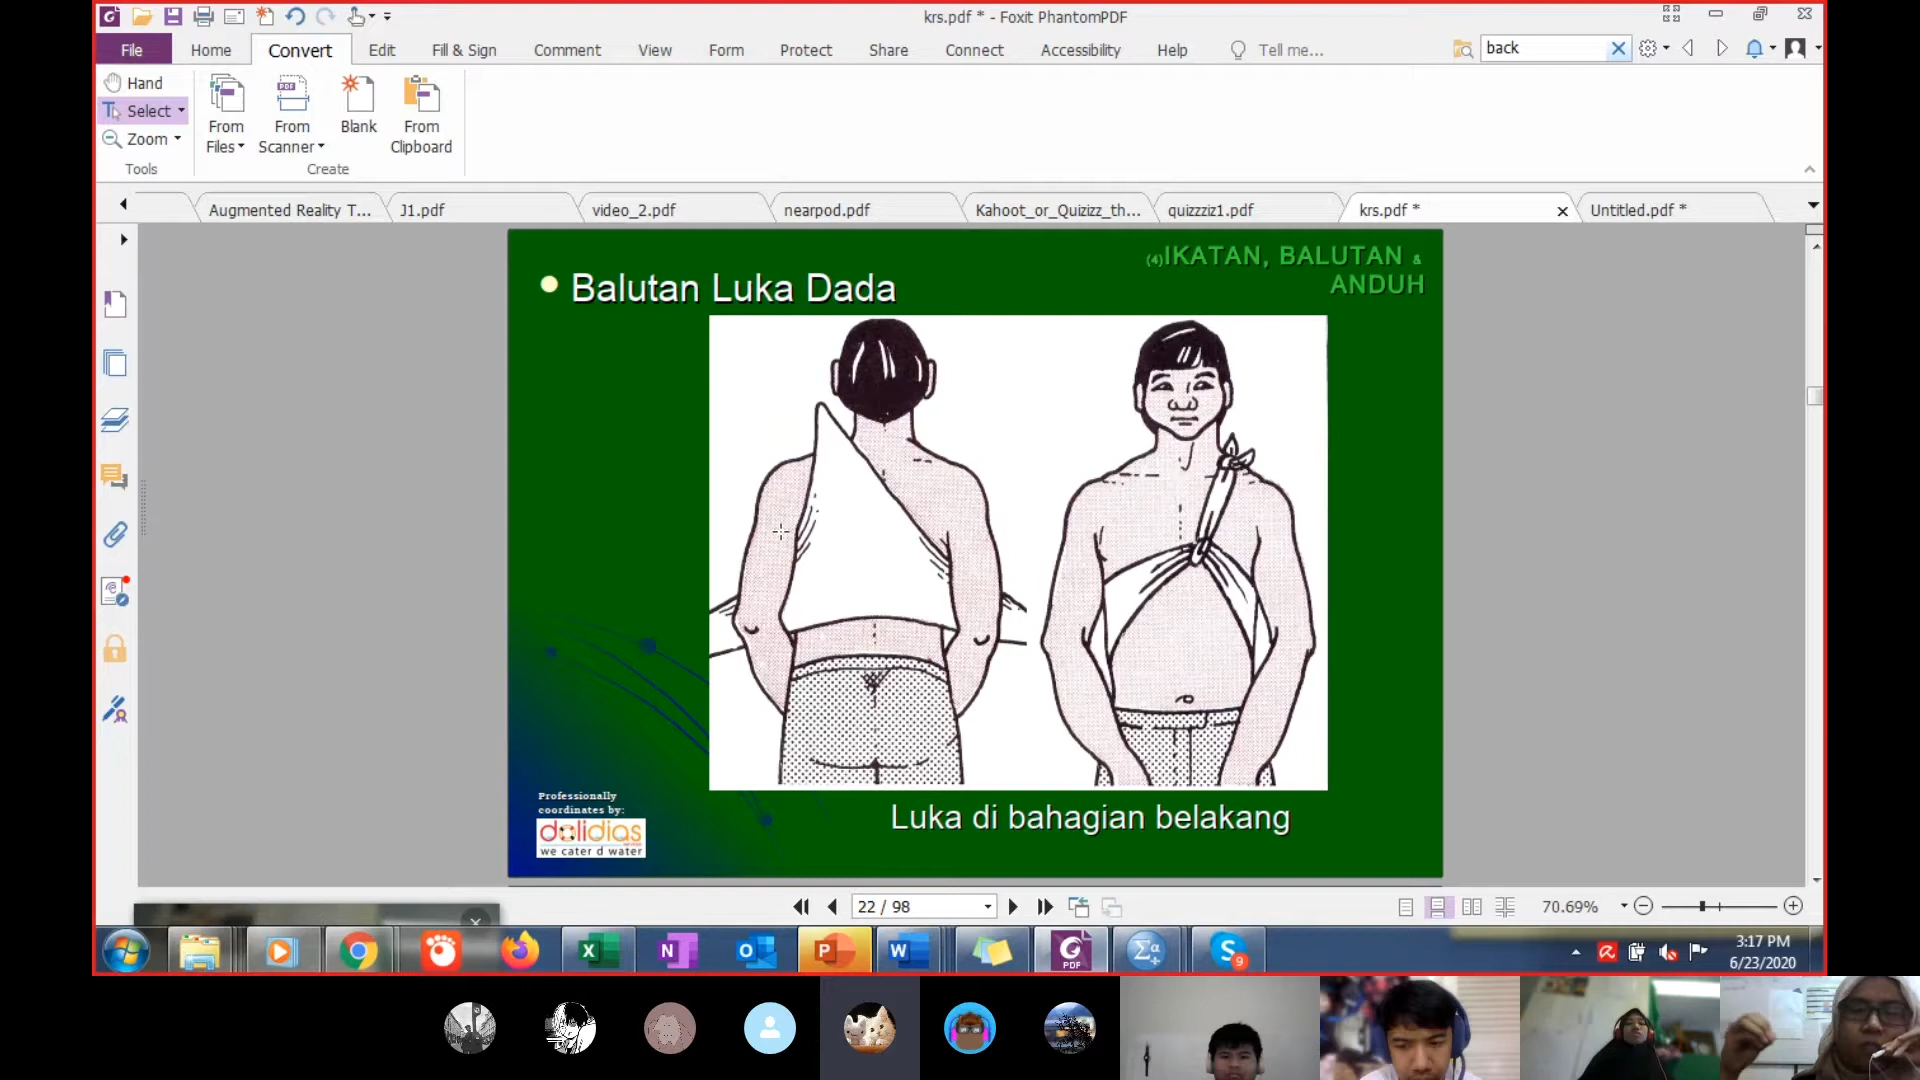 krs.pdf * - Foxit PhantomPDF
File Home Convert Edit Fill & Sign Comment View Form Protect Share Connect Accessibility Help Tell me... back
Hand
Select
Zoom
Tools
From Files
From Scanner
Blank
From Clipboard
Create
Augmented Reality T... J1.pdf video_2.pdf nearpod.pdf Kahoot_or_Quizizz_th... quizzziz1.pdf krs.pdf * Untitled.pdf *
(4)IKATAN, BALUTAN &
ANDUH
Balutan Luka Dada
Luka di bahagian belakang
Professionally
coordinates by:
dolidias
we cater d water
22 / 98
70.69%
3:17 PM
6/23/2020
PDF
9